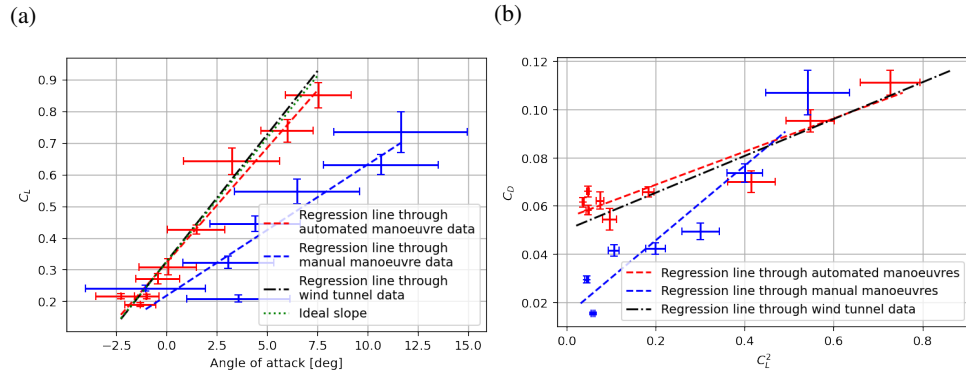 (a)
(b)
0.9
0.8
0.7
0.6
0.5
0.4
0.3
0.2
C_L
−2.5 0.0 2.5 5.0 7.5 10.0 12.5 15.0
Angle of attack [deg]
Regression line through
automated manoeuvre data
Regression line through
manual manoeuvre data
Regression line through
wind tunnel data
Ideal slope
0.12
0.10
0.08
0.06
0.04
0.02
C_D
0.0 0.2 0.4 0.6 0.8
C_L^2
Regression line through automated manoeuvres
Regression line through manual manoeuvres
Regression line through wind tunnel data